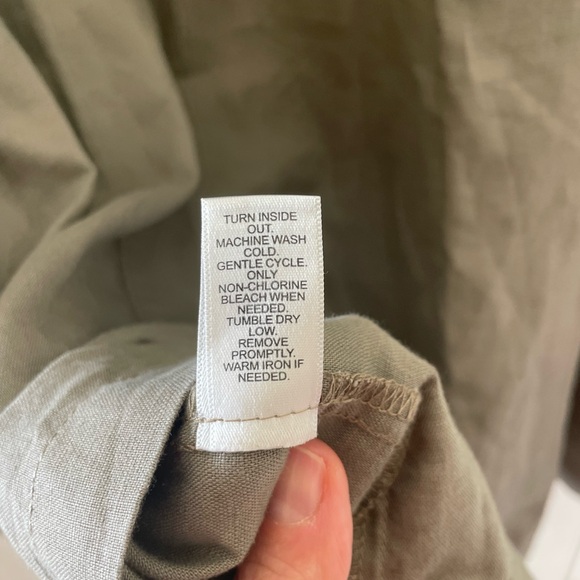 TURN INSIDE
OUT.
MACHINE WASH
COLD.
GENTLE CYCLE.
ONLY
NON-CHLORINE
BLEACH WHEN
NEEDED.
TUMBLE DRY
LOW.
REMOVE
PROMPTLY.
WARM IRON IF
NEEDED.